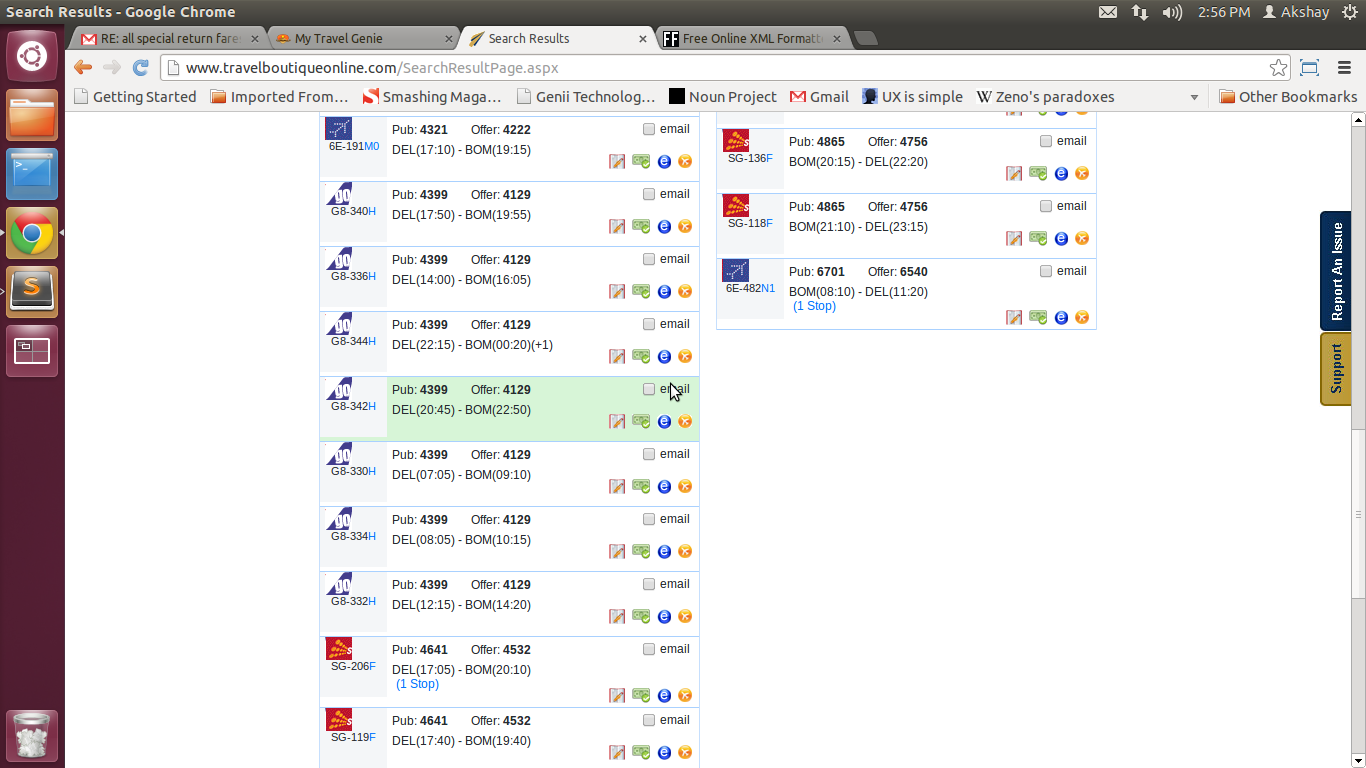 Search Results - Google Chrome
2:56 PM
Akshay
RE: all special return fare
My Travel Genie
Search Results
FF
Free Online XML Formatt
www.travelboutiqueonline.com/SearchResultPage.aspx
Getting Started
Imported From…
Smashing Maga…
Genii Technolog…
Noun Project
Gmail
UX is simple
Zeno's paradoxes
Other Bookmarks
6E-191M0
Pub: 4321 Offer: 4222
email
DEL(17:10) - BOM(19:15)
go
G8-340H
Pub: 4399 Offer: 4129
email
DEL(17:50) - BOM(19:55)
go
G8-336H
Pub: 4399 Offer: 4129
email
DEL(14:00) - BOM(16:05)
go
G8-344H
Pub: 4399 Offer: 4129
email
DEL(22:15) - BOM(00:20)(+1)
go
G8-342H
Pub: 4399 Offer: 4129
email
DEL(20:45) - BOM(22:50)
go
G8-330H
Pub: 4399 Offer: 4129
email
DEL(07:05) - BOM(09:10)
go
G8-334H
Pub: 4399 Offer: 4129
email
DEL(08:05) - BOM(10:15)
go
G8-332H
Pub: 4399 Offer: 4129
email
DEL(12:15) - BOM(14:20)
SG-206F
Pub: 4641 Offer: 4532
email
DEL(17:05) - BOM(20:10)
(1 Stop)
SG-119F
Pub: 4641 Offer: 4532
email
DEL(17:40) - BOM(19:40)
SG-136F
Pub: 4865 Offer: 4756
email
BOM(20:15) - DEL(22:20)
SG-118F
Pub: 4865 Offer: 4756
email
BOM(21:10) - DEL(23:15)
6E-482N1
Pub: 6701 Offer: 6540
email
BOM(08:10) - DEL(11:20)
(1 Stop)
Report An Issue
Support